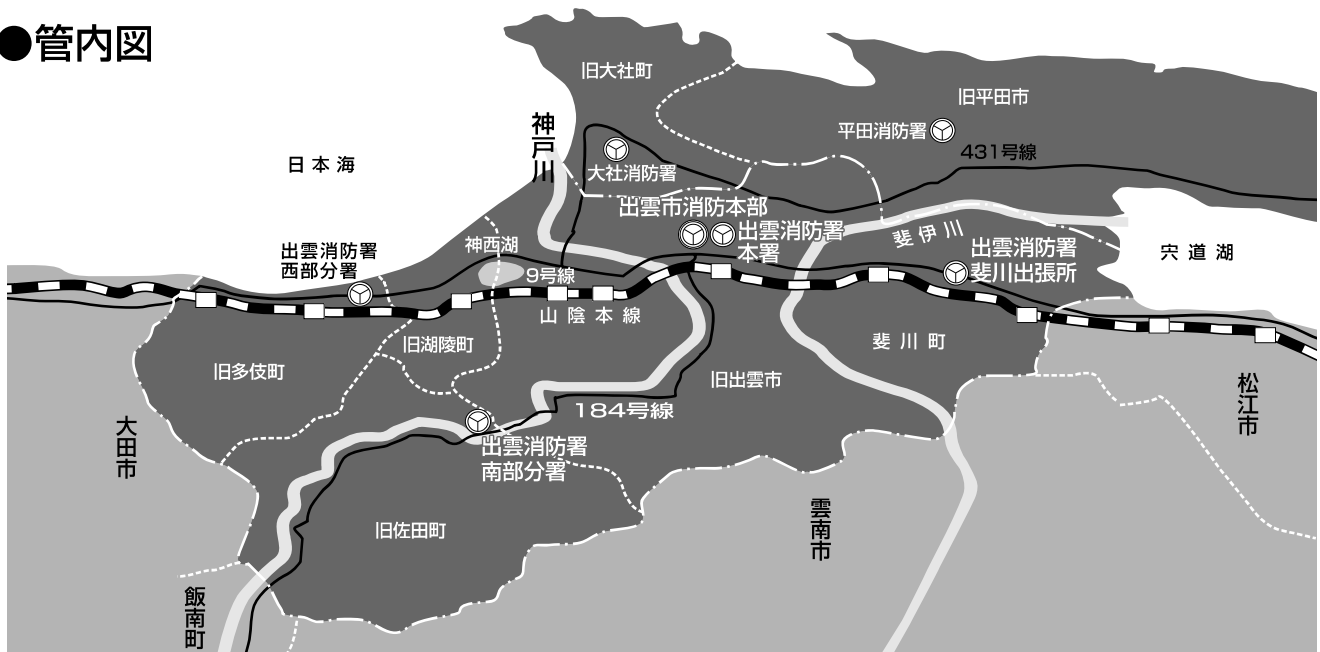 ●管内図
旧大社町
旧平田市
平田消防署
431号線
神戸川
日本海
大社消防署
出雲市消防本部
出雲消防署
本署
斐伊川
出雲消防署
斐川出張所
宍道湖
神西湖
出雲消防署
西部分署
9号線
山陰本線
旧湖陵町
斐川町
旧多伎町
旧出雲市
184号線
松江市
大田市
出雲消防署
南部分署
雲南市
旧佐田町
飯南町